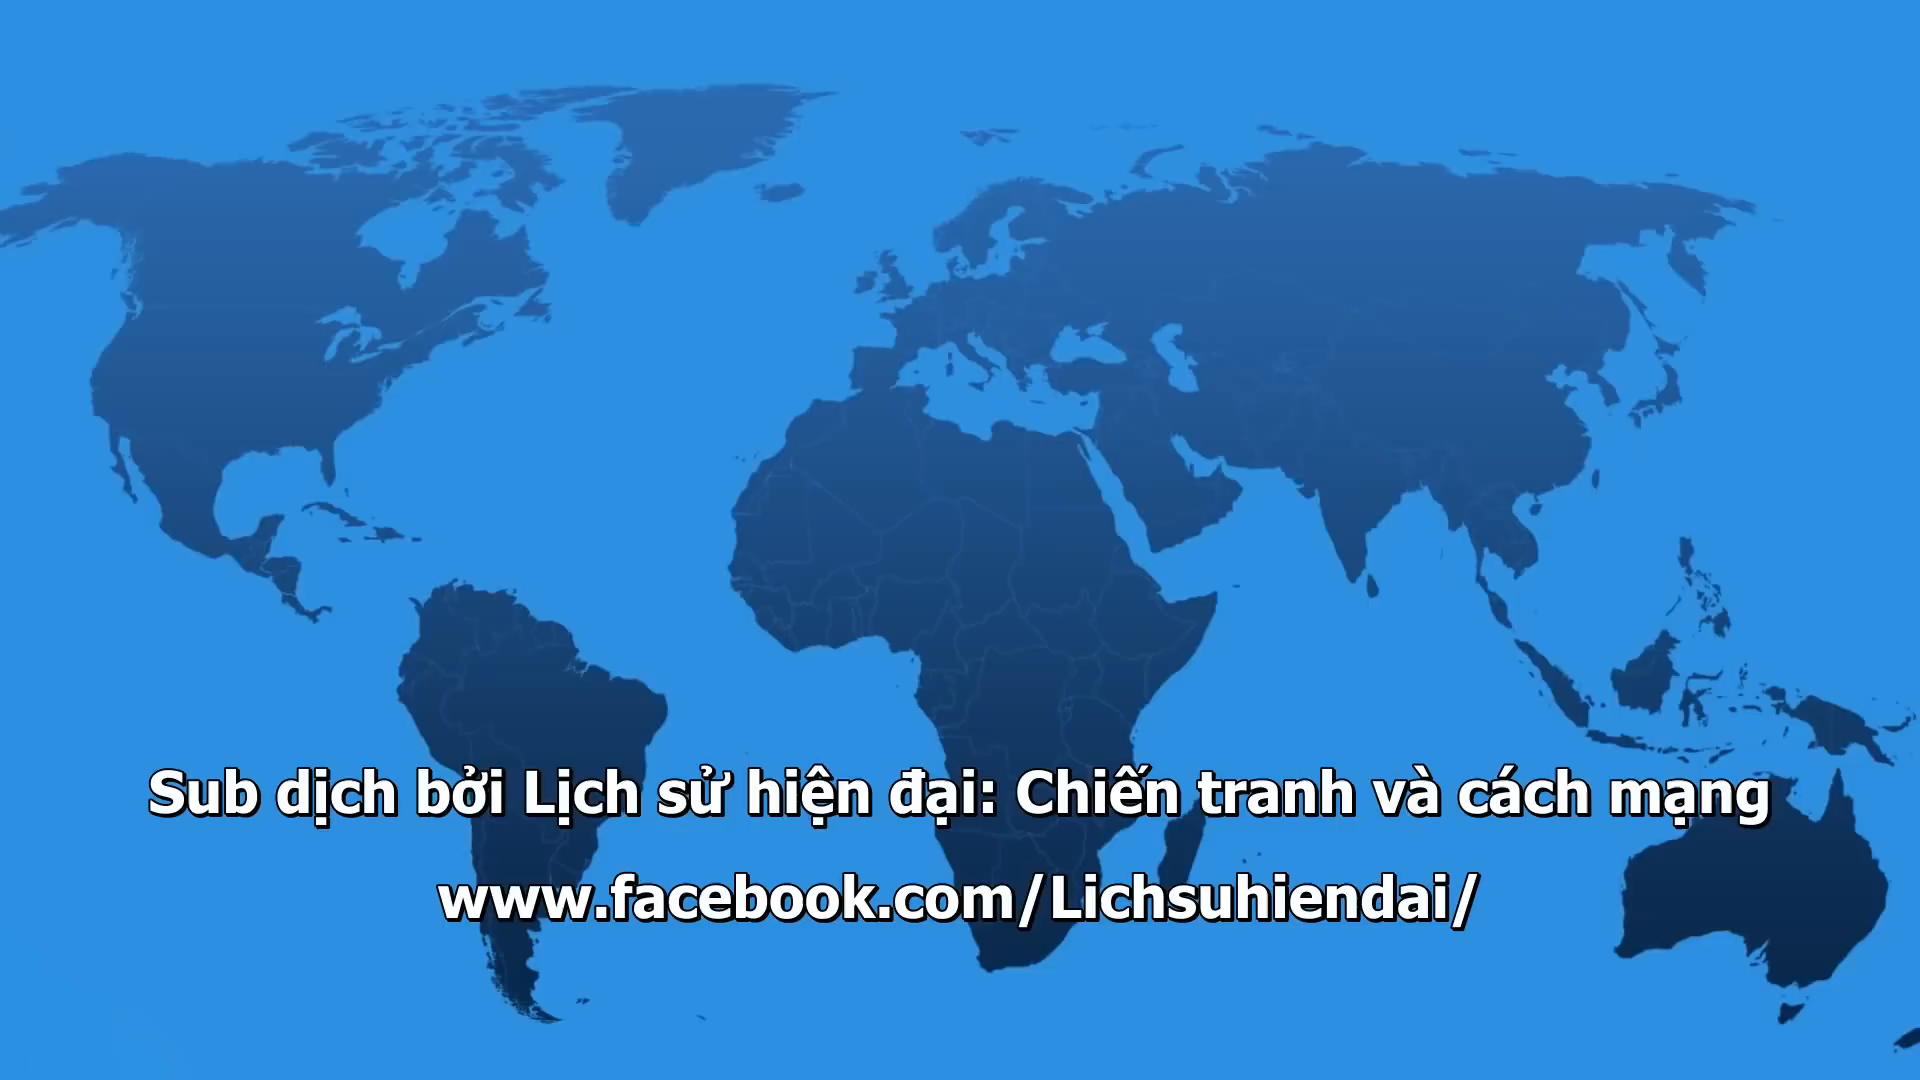 Sub dịch bởi Lịch sử hiện đại: Chiến tranh và cách mạng
www.facebook.com/Lichsuhiendai/